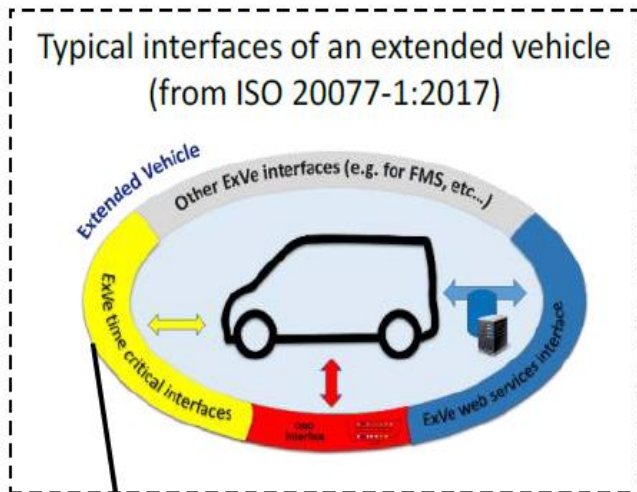 Typical interfaces of an extended vehicle
(from ISO 20077-1:2017)
Extended Vehicle
Other ExVe interfaces (e.g. for FMS, etc...)
ExVe time critical interfaces
ExVe web services interface
interface